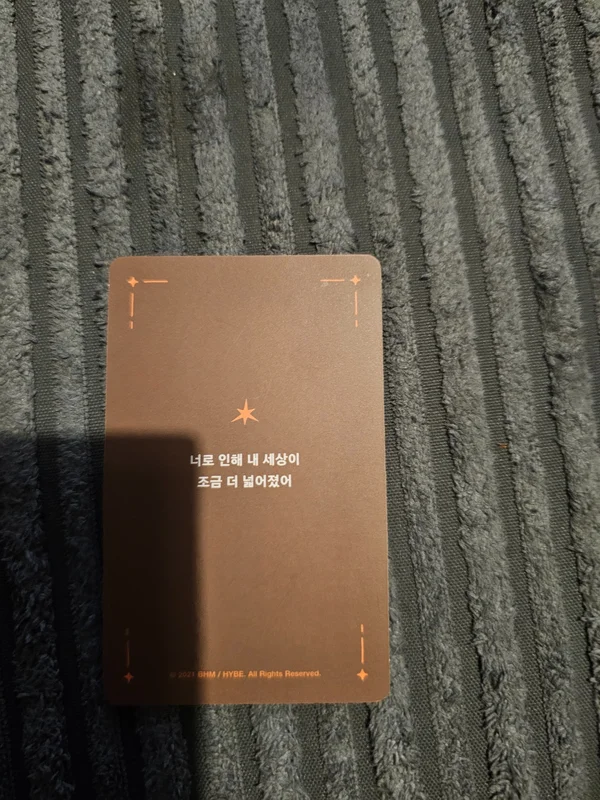 너로 인해 내 세상이
조금 더 넓어졌어
© 2021 BHM / HYBE. All Rights Reserved.